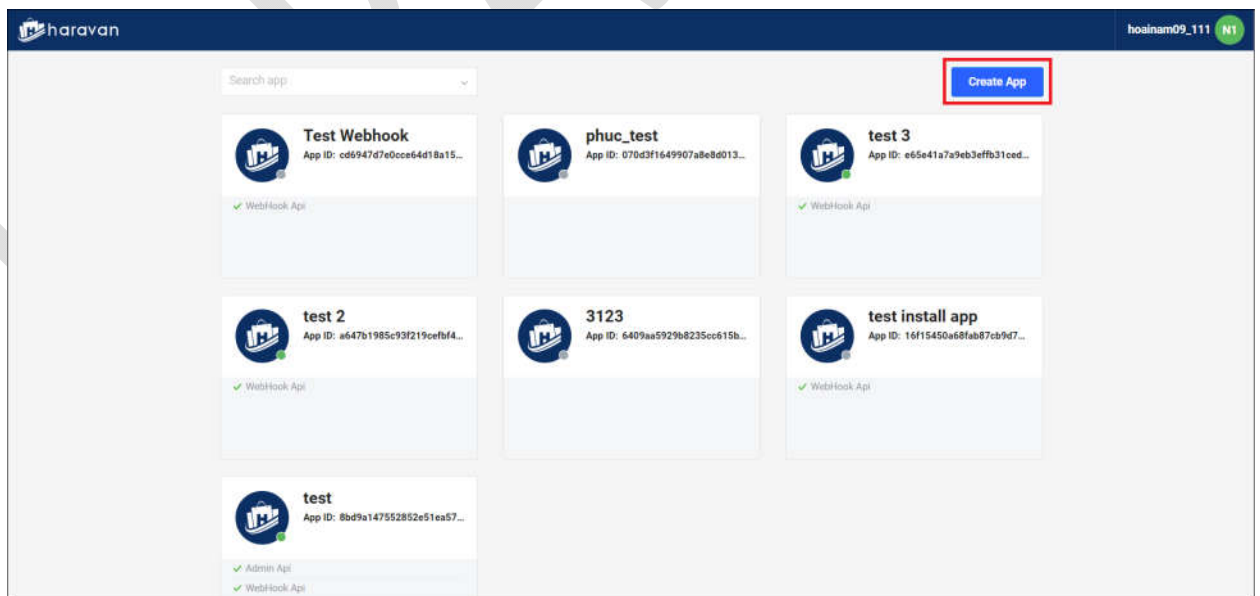 haravan
hoainam09_111 N1
Search app
Create App
Test Webhook
App ID: cd6947d7e0cce64d18a15...
WebHook Api
phuc_test
App ID: 070d3f1649907a8e8d013...
test 3
App ID: e65e41a7a9eb3effb31ced...
WebHook Api
test 2
App ID: a647b1985c93f219cefbf4...
WebHook Api
3123
App ID: 6409aa5929b8235cc615b...
test install app
App ID: 16f15450a68fab87cb9d7...
WebHook Api
test
App ID: 8bd9a147552852e51ea57...
Admin Api
WebHook Api